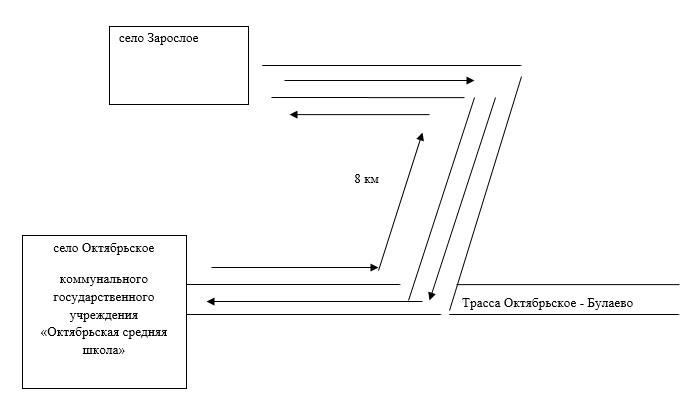 село Зарослое
8 км
село Октябрьское
коммунального
государственного
учреждения
«Октябрьская средняя
школа»
Трасса Октябрьское - Булаево